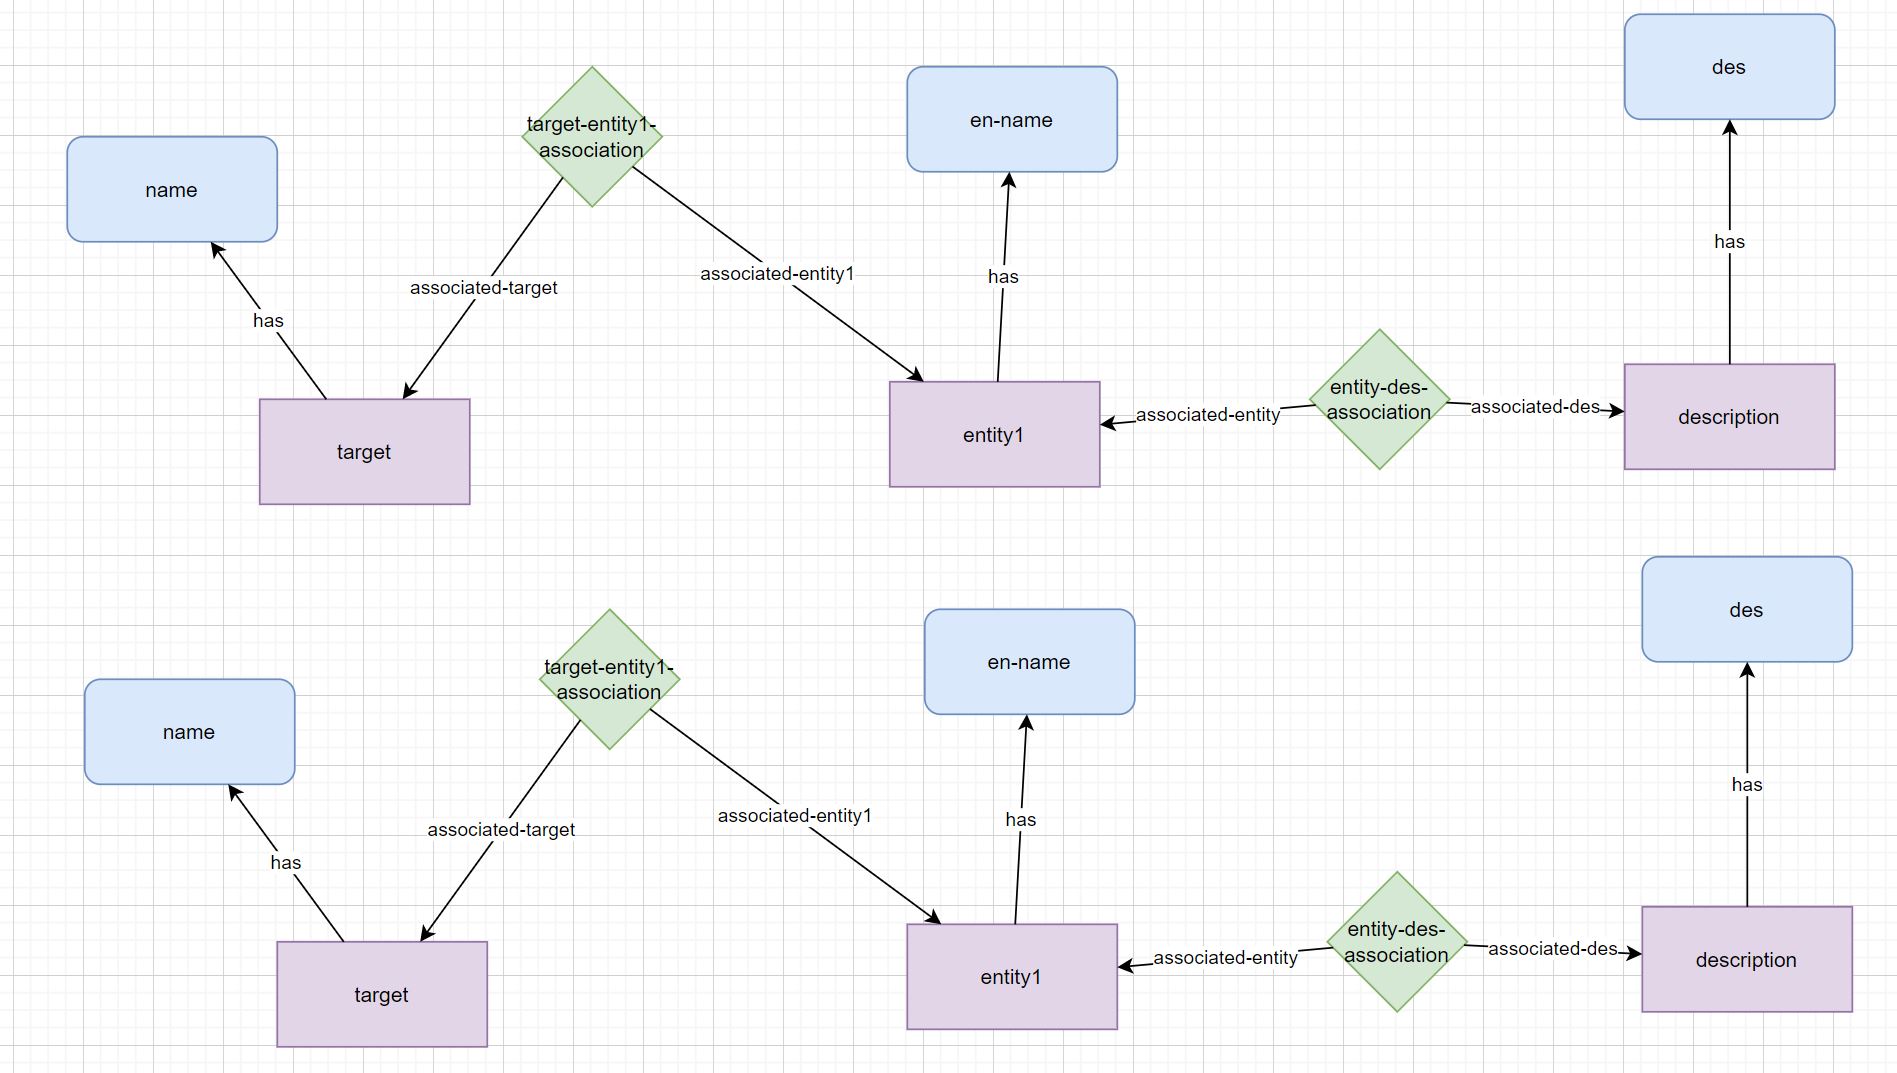 des
target-entity1-
association
en-name
name
has
associated-entity1
has
associated-target
has
entity-des-
association
associated-des
associated-entity
description
entity1
target
des
target-entity1-
association
en-name
name
has
associated-entity1
has
associated-target
has
entity-des-
association
associated-des
associated-entity
description
entity1
target